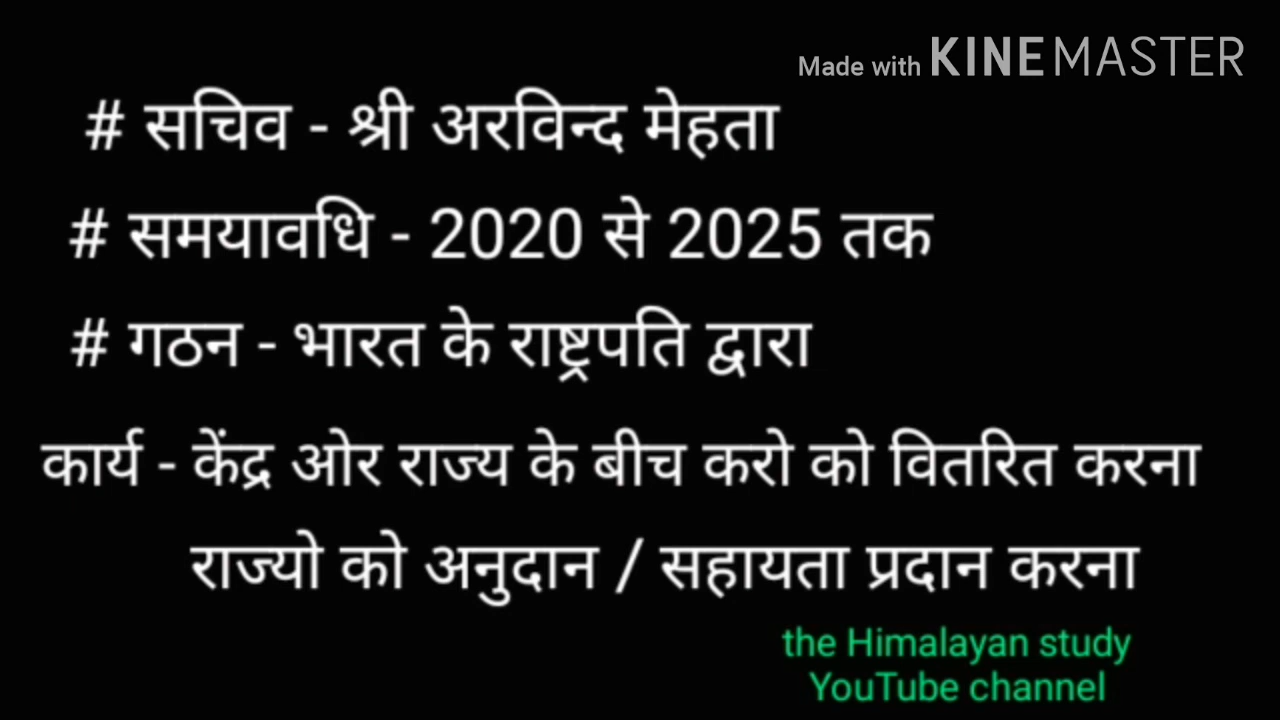 Made with KINEMASTER
# सचिव - श्री अरविन्द मेहता
# समयावधि - 2020 से 2025 तक
# गठन - भारत के राष्ट्रपति द्वारा
कार्य - केंद्र ओर राज्य के बीच करो को वितरित करना
राज्यो को अनुदान / सहायता प्रदान करना
the Himalayan study
YouTube channel